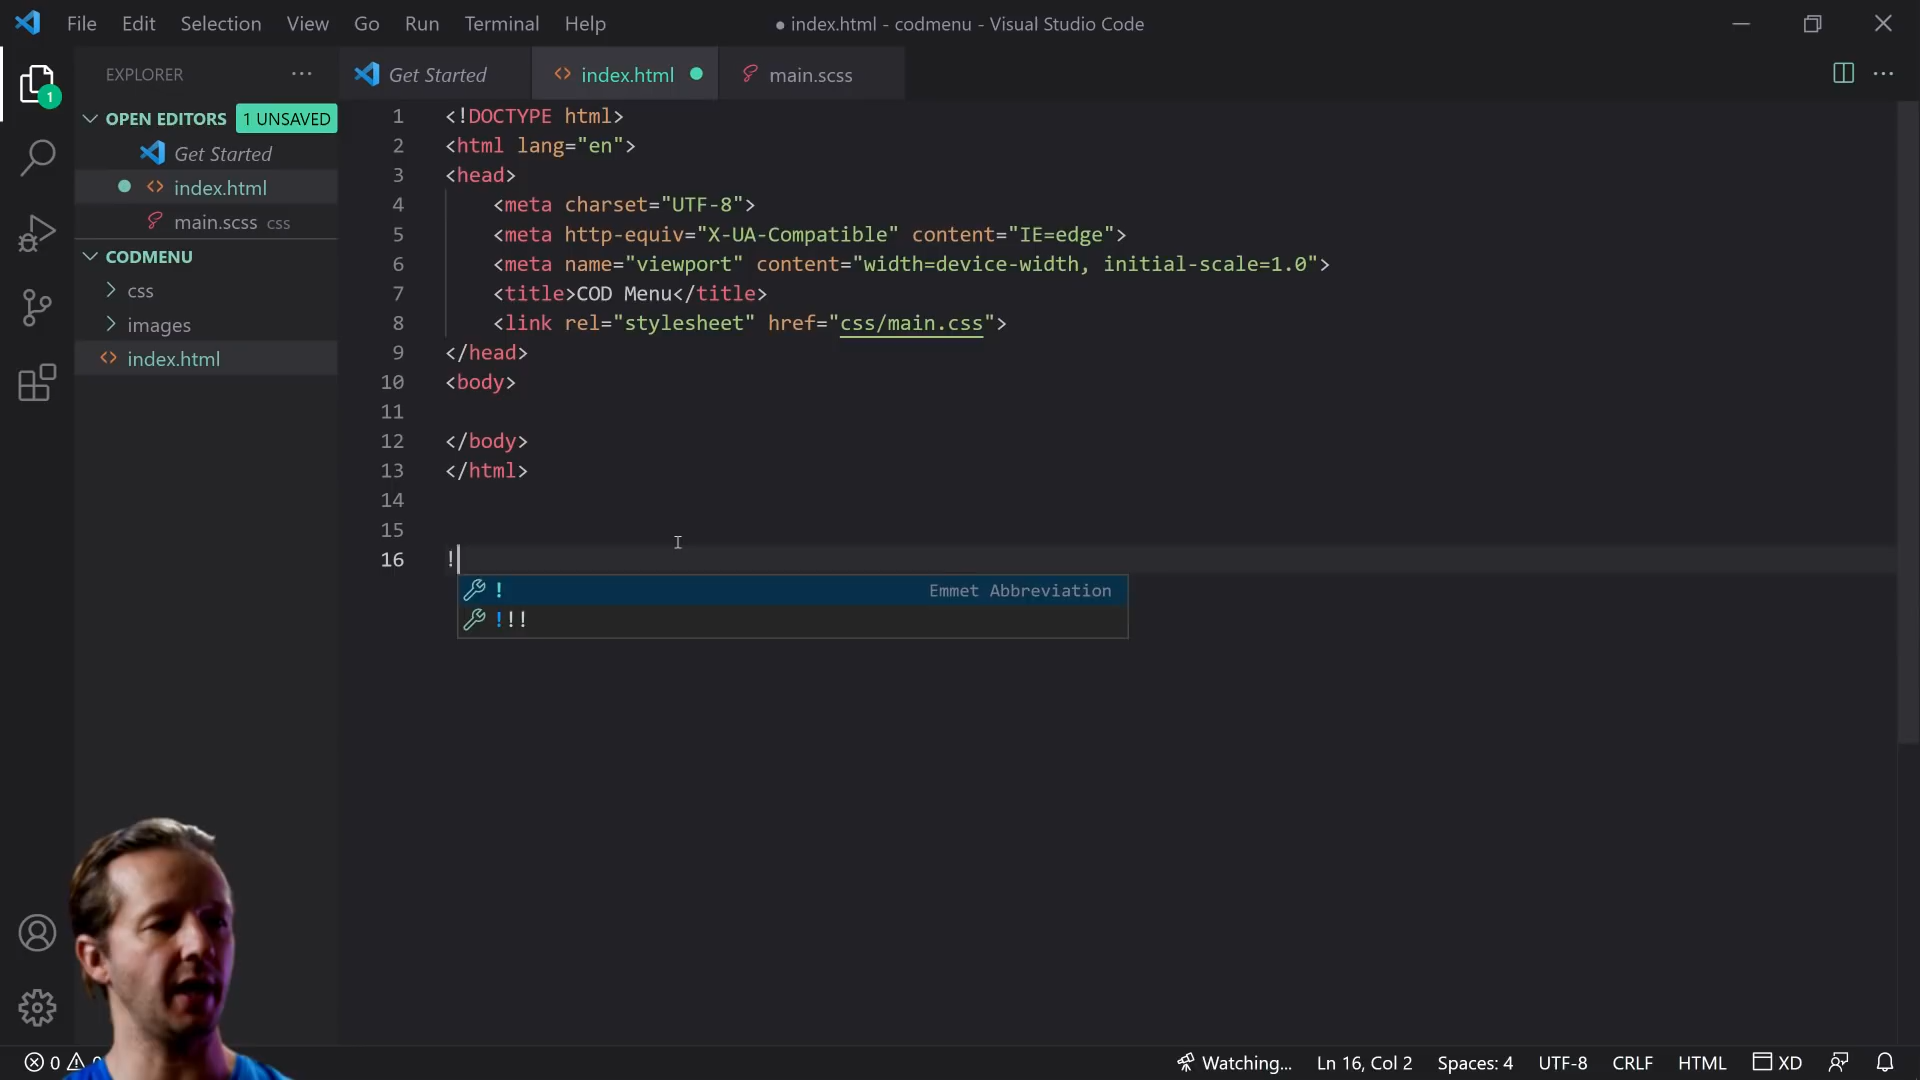 File Edit Selection View Go Run Terminal Help
● index.html - codmenu - Visual Studio Code
EXPLORER ···
Get Started
index.html
main.scss
1
OPEN EDITORS 1 UNSAVED
Get Started
index.html
main.scss css
CODMENU
css
images
index.html
1 <!DOCTYPE html>
2 <html lang="en">
3 <head>
4 <meta charset="UTF-8">
5 <meta http-equiv="X-UA-Compatible" content="IE=edge">
6 <meta name="viewport" content="width=device-width, initial-scale=1.0">
7 <title>COD Menu</title>
8 <link rel="stylesheet" href="css/main.css">
9 </head>
10 <body>
11
12 </body>
13 </html>
14
15
16 !
! Emmet Abbreviation
!!!
0
Watching... Ln 16, Col 2 Spaces: 4 UTF-8 CRLF HTML XD